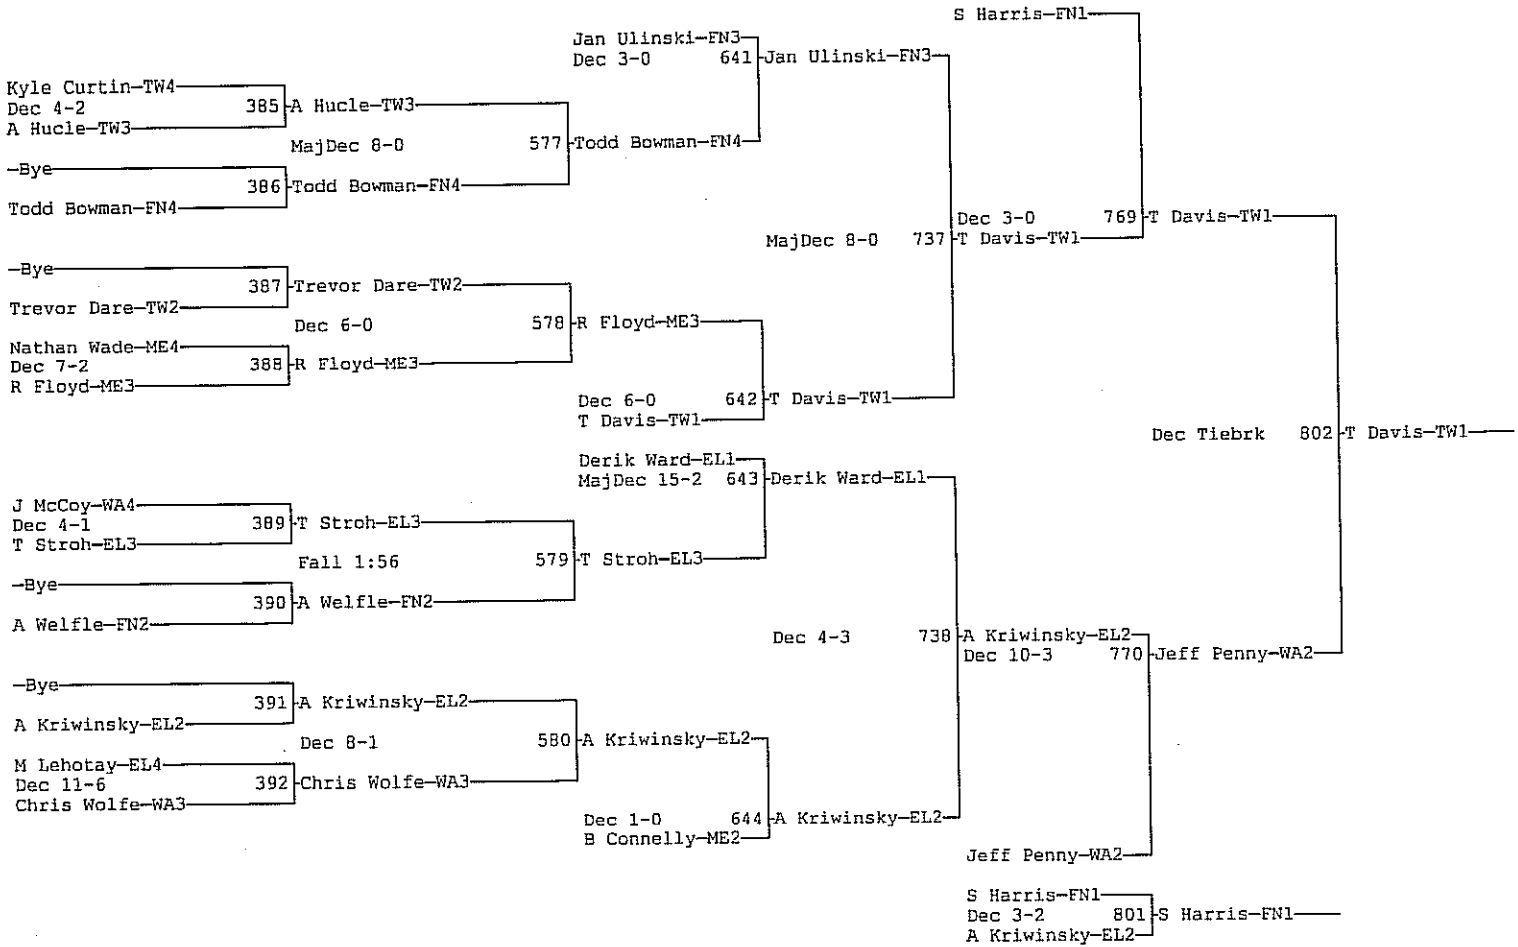 S Harris—FN1
Jan Ulinski—FN3
Dec 3-0 641 Jan Ulinski—FN3
Kyle Curtin—TW4
Dec 4-2 385 A Hucle—TW3
A Hucle—TW3
MajDec 8-0 577 Todd Bowman—FN4
—Bye
386 Todd Bowman—FN4
Todd Bowman—FN4
Dec 3-0 769 T Davis—TW1
MajDec 8-0 737 T Davis—TW1
—Bye
387 Trevor Dare—TW2
Trevor Dare—TW2
Dec 6-0 578 R Floyd—ME3
Nathan Wade—ME4
Dec 7-2 388 R Floyd—ME3
R Floyd—ME3
Dec 6-0 642 T Davis—TW1
T Davis—TW1
Dec Tiebrk 802 T Davis—TW1
Derik Ward—EL1
MajDec 15-2 643 Derik Ward—EL1
J McCoy—WA4
Dec 4-1 389 T Stroh—EL3
T Stroh—EL3
Fall 1:56 579 T Stroh—EL3
—Bye
390 A Welfle—FN2
A Welfle—FN2
Dec 4-3 738 A Kriwinsky—EL2
Dec 10-3 770 Jeff Penny—WA2
—Bye
391 A Kriwinsky—EL2
A Kriwinsky—EL2
Dec 8-1 580 A Kriwinsky—EL2
M Lehotay—EL4
Dec 11-6 392 Chris Wolfe—WA3
Chris Wolfe—WA3
Dec 1-0 644 A Kriwinsky—EL2
B Connelly—ME2
Jeff Penny—WA2
S Harris—FN1
Dec 3-2 801 S Harris—FN1
A Kriwinsky—EL2